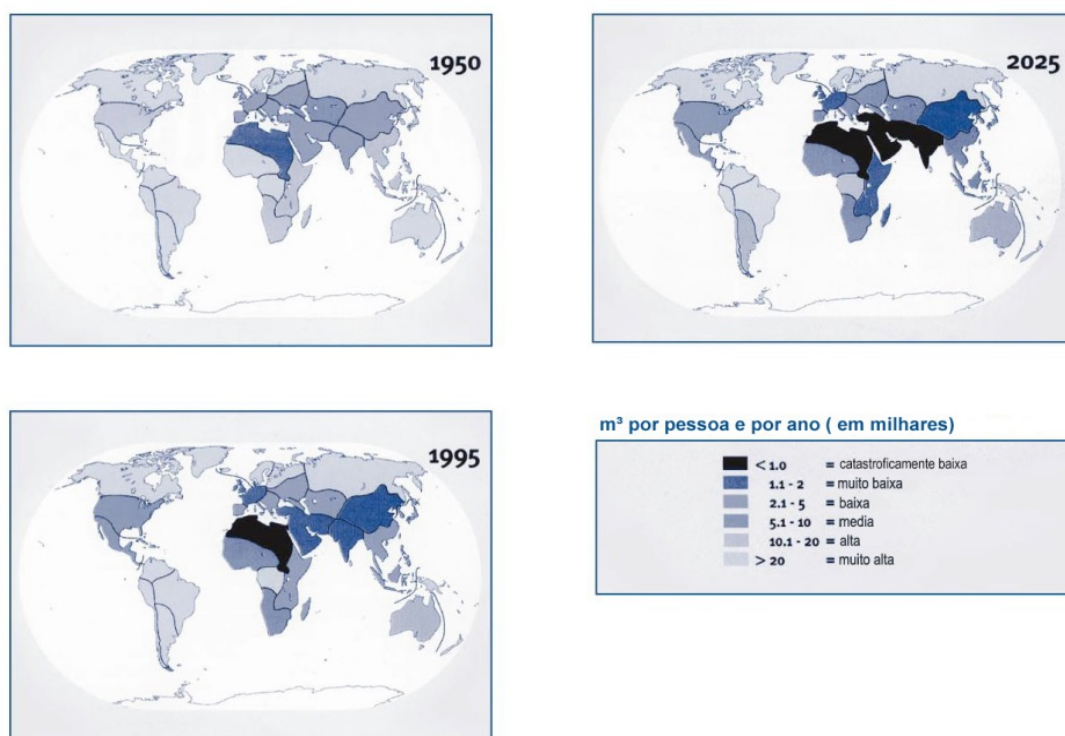 1950
2025
1995
m³ por pessoa e por ano ( em milhares)
< 1.0 = catastroficamente baixa
1.1 - 2 = muito baixa
2.1 - 5 = baixa
5.1 - 10 = media
10.1 - 20 = alta
> 20 = muito alta